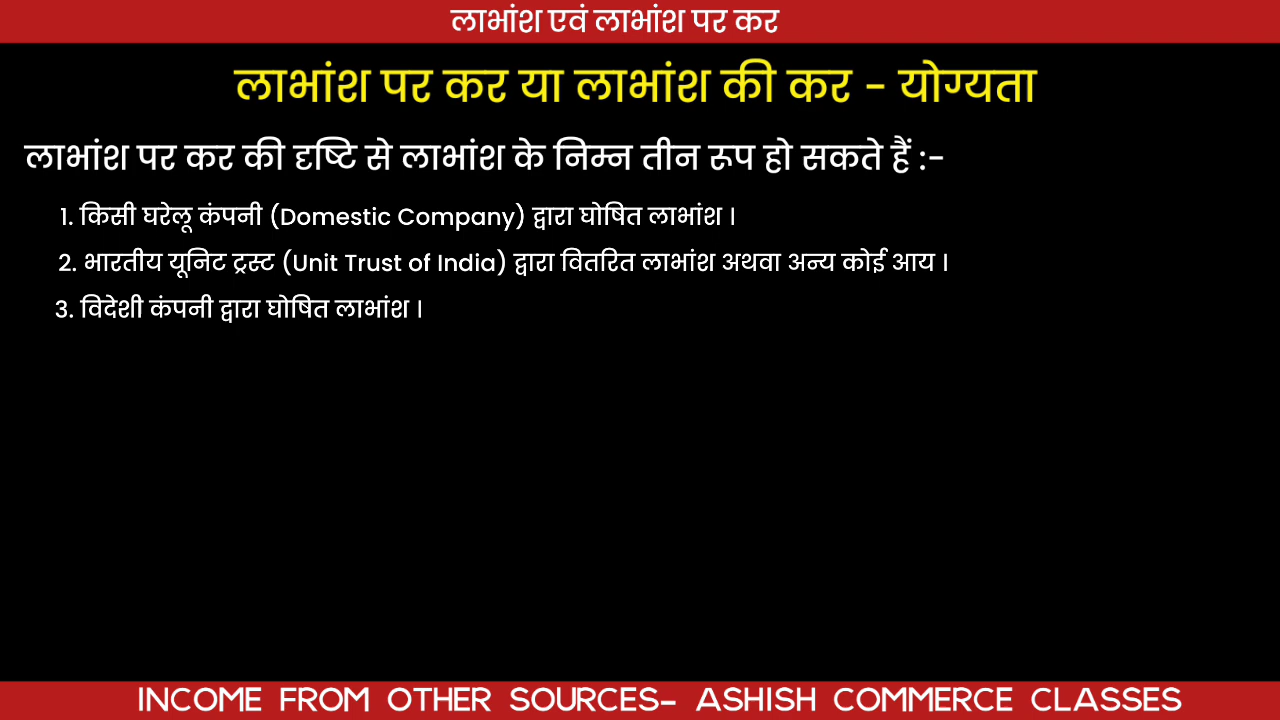 लाभांश एवं लाभांश पर कर
लाभांश पर कर या लाभांश की कर - योग्यता
लाभांश पर कर की दृष्टि से लाभांश के निम्न तीन रूप हो सकते हैं :-
1. किसी घरेलू कंपनी (Domestic Company) द्वारा घोषित लाभांश ।
2. भारतीय यूनिट ट्रस्ट (Unit Trust of India) द्वारा वितरित लाभांश अथवा अन्य कोई आय ।
3. विदेशी कंपनी द्वारा घोषित लाभांश ।
INCOME FROM OTHER SOURCES- ASHISH COMMERCE CLASSES